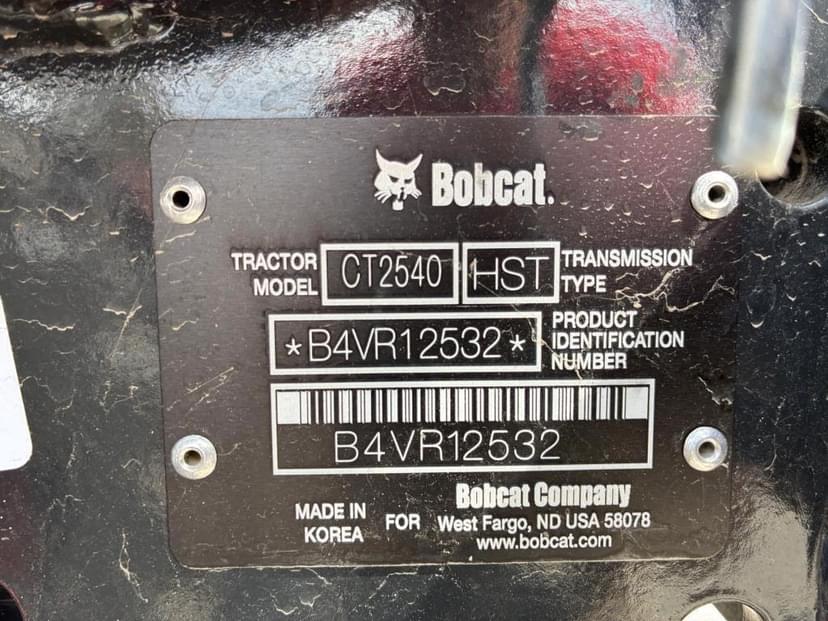 Bobcat.
TRACTOR MODEL CT2540 HST TRANSMISSION TYPE
*B4VR12532* PRODUCT IDENTIFICATION NUMBER
B4VR12532
MADE IN KOREA FOR Bobcat Company
West Fargo, ND USA 58078
www.bobcat.com